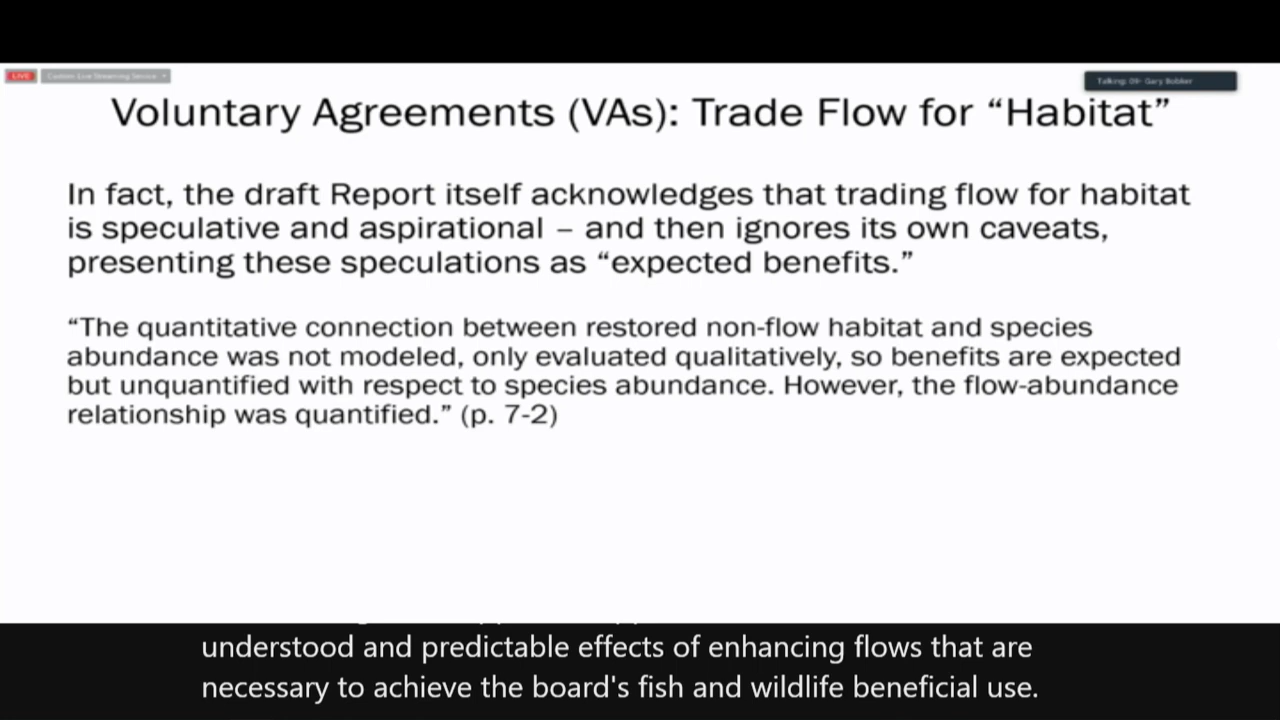 LIVE
Custom Live Streaming Service
Talking: 09- Gary Bobker
Voluntary Agreements (VAs): Trade Flow for “Habitat”
In fact, the draft Report itself acknowledges that trading flow for habitat
is speculative and aspirational – and then ignores its own caveats,
presenting these speculations as “expected benefits.”
“The quantitative connection between restored non-flow habitat and species
abundance was not modeled, only evaluated qualitatively, so benefits are expected
but unquantified with respect to species abundance. However, the flow-abundance
relationship was quantified.” (p. 7-2)
understood and predictable effects of enhancing flows that are
necessary to achieve the board's fish and wildlife beneficial use.